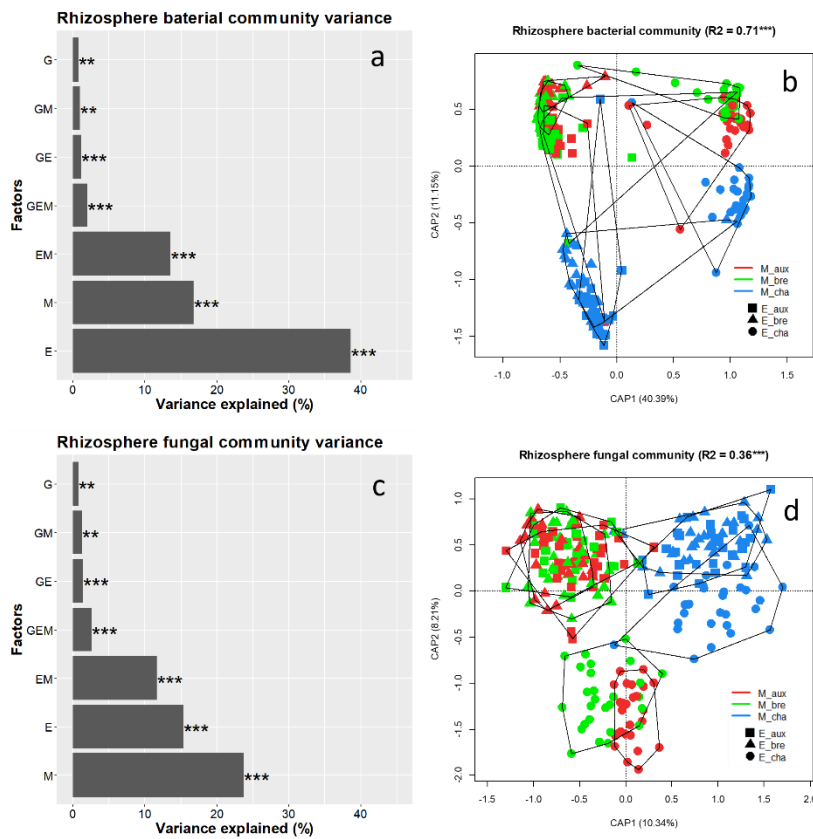 Rhizosphere baterial community variance
a
G
**
GM
**
GE
***
GEM
***
EM
***
M
***
E
***
Factors
0 10 20 30 40
Variance explained (%)
Rhizosphere bacterial community (R2 = 0.71***)
b
0.5
0.0
-0.5
-1.0
-1.5
CAP2 (11.15%)
M_aux
M_bre
M_cha
E_aux
E_bre
E_cha
-1.0 -0.5 0.0 0.5 1.0 1.5
CAP1 (40.39%)
Rhizosphere fungal community variance
c
G
**
GM
**
GE
***
GEM
***
EM
***
E
***
M
***
Factors
0 10 20 30 40
Variance explained (%)
Rhizosphere fungal community (R2 = 0.36***)
d
1.0
0.5
0.0
-0.5
-1.0
-1.5
-2.0
CAP2 (8.21%)
M_aux
M_bre
M_cha
E_aux
E_bre
E_cha
-1.5 -1.0 -0.5 0.0 0.5 1.0 1.5 2.0
CAP1 (10.34%)